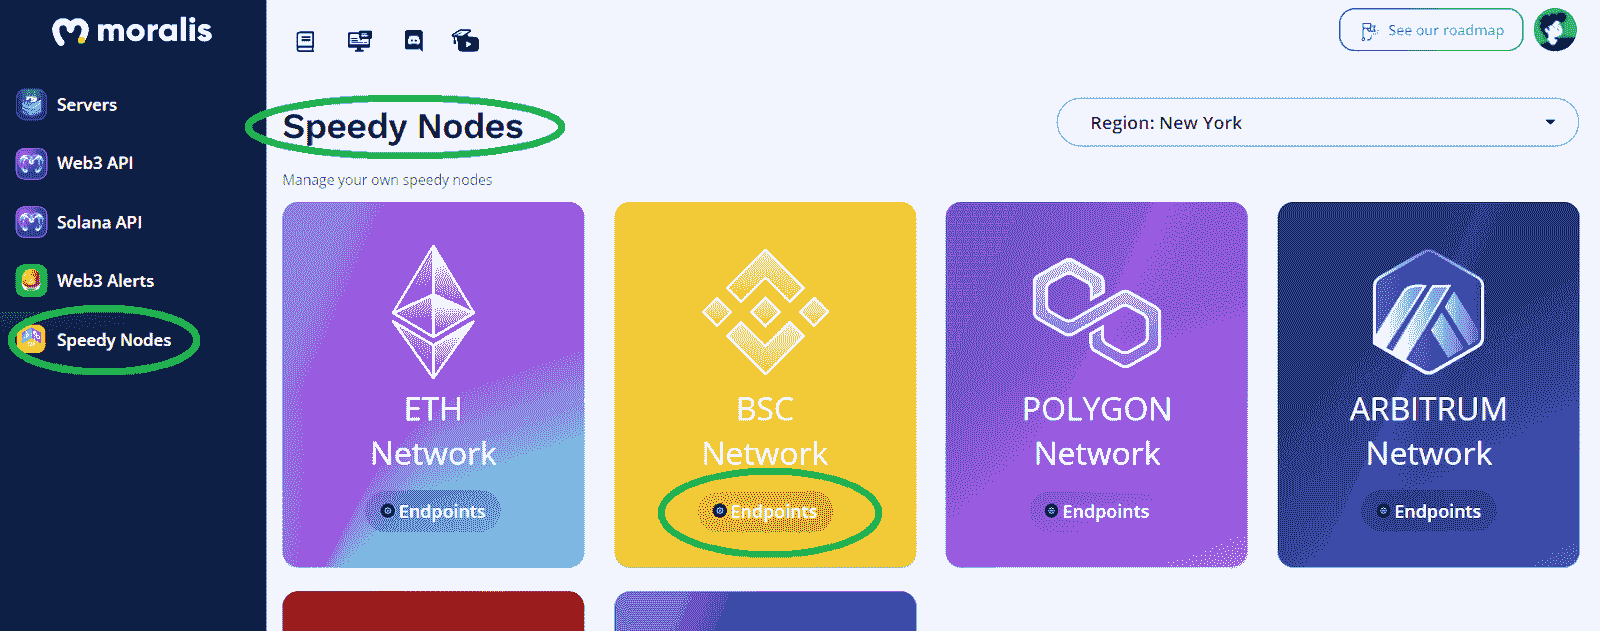 moralis
See our roadmap
Servers
Web3 API
Solana API
Web3 Alerts
Speedy Nodes
Speedy Nodes
Region: New York
Manage your own speedy nodes
ETH
Network
Endpoints
BSC
Network
Endpoints
POLYGON
Network
Endpoints
ARBITRUM
Network
Endpoints